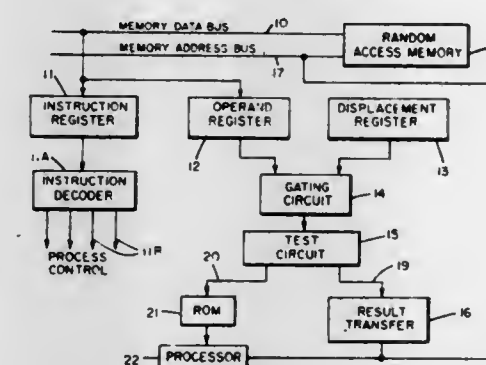 MEMORY DATA BUS
10
RANDOM
ACCESS MEMORY
MEMORY ADDRESS BUS
17
11
INSTRUCTION
REGISTER
OPERAND
REGISTER
DISPLACEMENT
REGISTER
12
13
11A
INSTRUCTION
DECODER
GATING
CIRCUIT
14
PROCESS
CONTROL
TEST
CIRCUIT
15
20
19
21
ROM
RESULT
TRANSFER
16
22
PROCESSOR